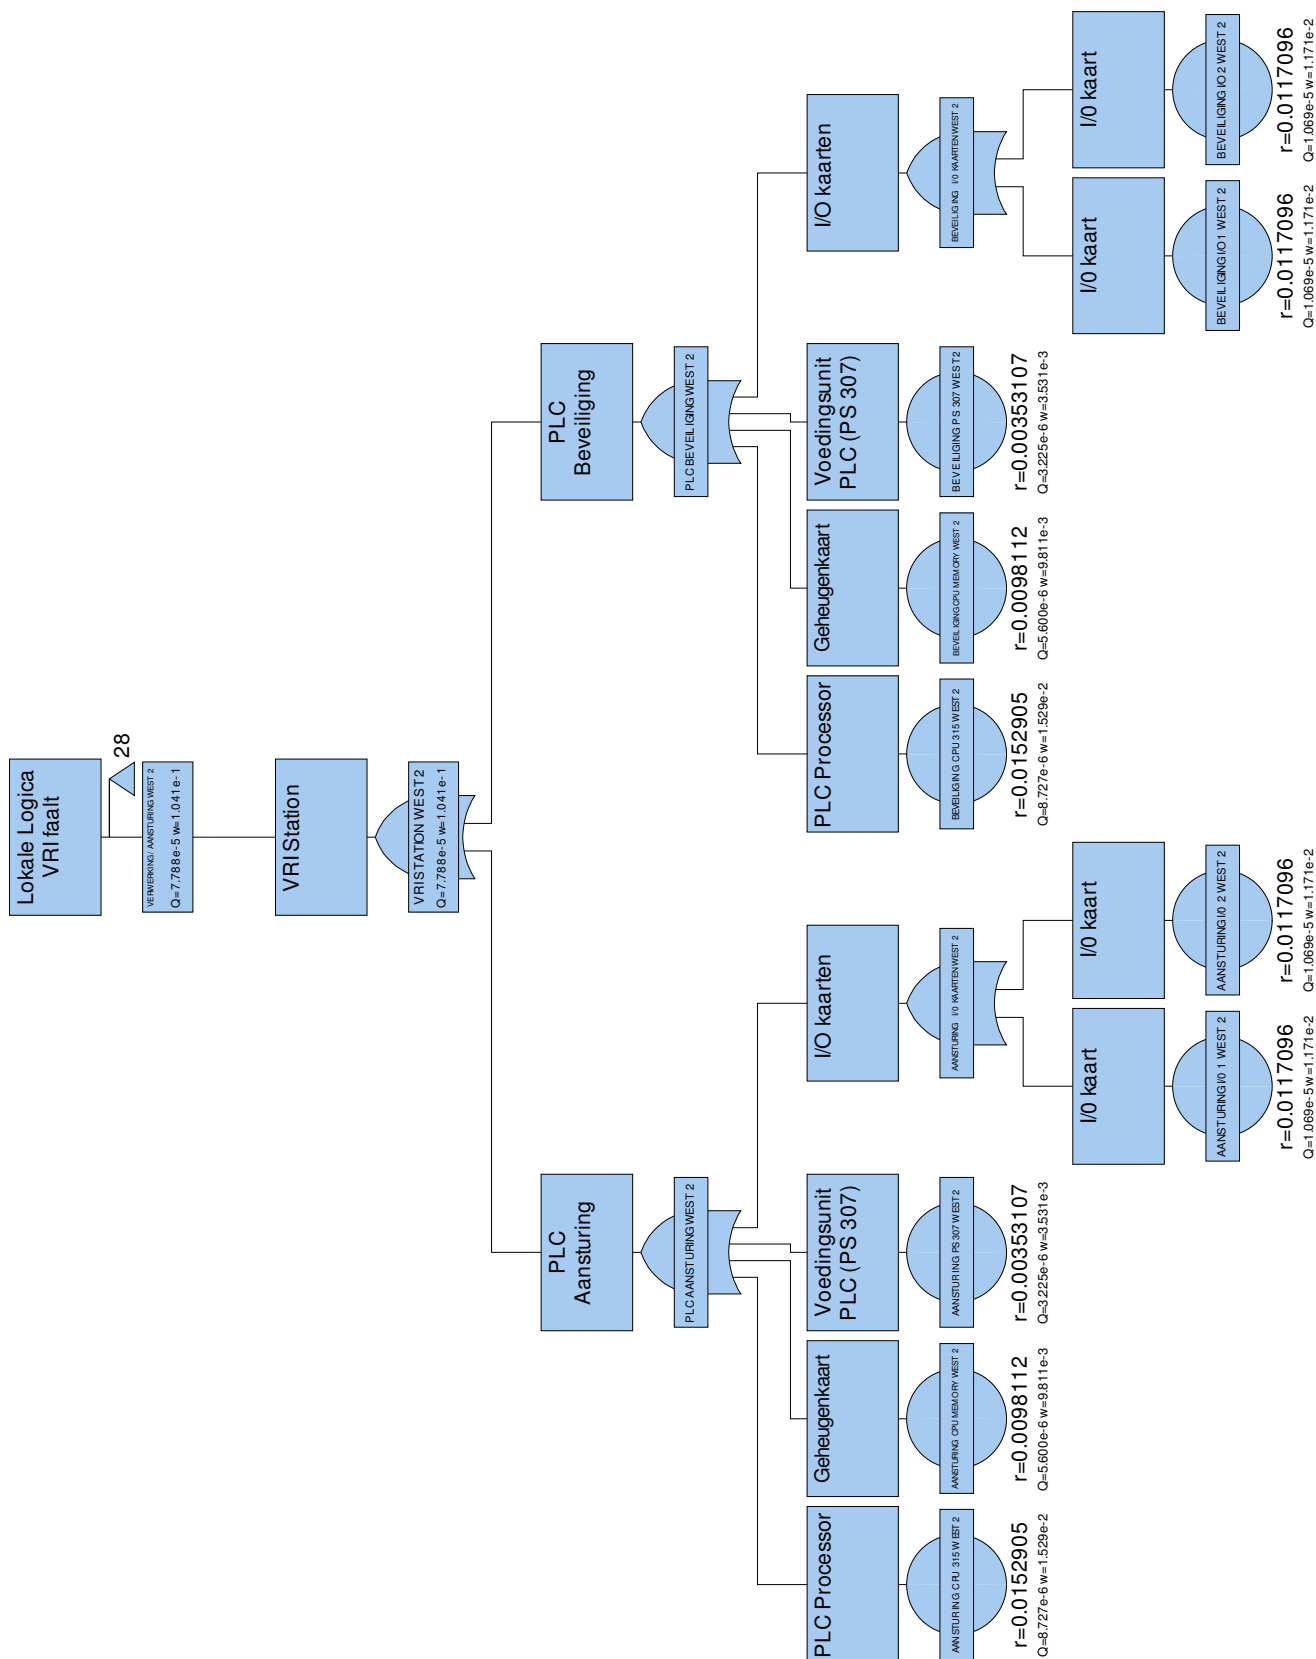 Lokale Logica
VRI faalt
28
VERWERKING / AANSTURING WEST 2
Q=7.788e-5 w=1.041e-1
VRI Station
VRI STATION WEST 2
Q=7.788e-5 w=1.041e-1
PLC
Aansturing
PLC AANSTURING WEST 2
PLC
Beveiliging
PLC BEVEILIGING WEST 2
PLC Processor
AANSTURING CPU 315 WEST 2
r=0.0152905
Q=8.727e-6 w=1.529e-2
Geheugenkaart
AANSTURING CPU MEMORY WEST 2
r=0.0098112
Q=5.600e-6 w=9.811e-3
Voedingsunit
PLC (PS 307)
AANSTURING PS 307 WEST 2
r=0.00353107
Q=3.225e-6 w=3.531e-3
I/O kaarten
AANSTURING I/0 KAARTEN WEST 2
PLC Processor
BEVEILIGING CPU 315 WEST 2
r=0.0152905
Q=8.727e-6 w=1.529e-2
Geheugenkaart
BEVEILIGING CPU MEMORY WEST 2
r=0.0098112
Q=5.600e-6 w=9.811e-3
Voedingsunit
PLC (PS 307)
BEVEILIGING PS 307 WEST 2
r=0.00353107
Q=3.225e-6 w=3.531e-3
I/O kaarten
BEVEILIGING I/0 KAARTEN WEST 2
I/0 kaart
AANSTURING I/0 1 WEST 2
r=0.0117096
Q=1.069e-5 w=1.171e-2
I/0 kaart
AANSTURING I/0 2 WEST 2
r=0.0117096
Q=1.069e-5 w=1.171e-2
I/0 kaart
BEVEILIGING I/O 1 WEST 2
r=0.0117096
Q=1.069e-5 w=1.171e-2
I/0 kaart
BEVEILIGING I/O 2 WEST 2
r=0.0117096
Q=1.069e-5 w=1.171e-2